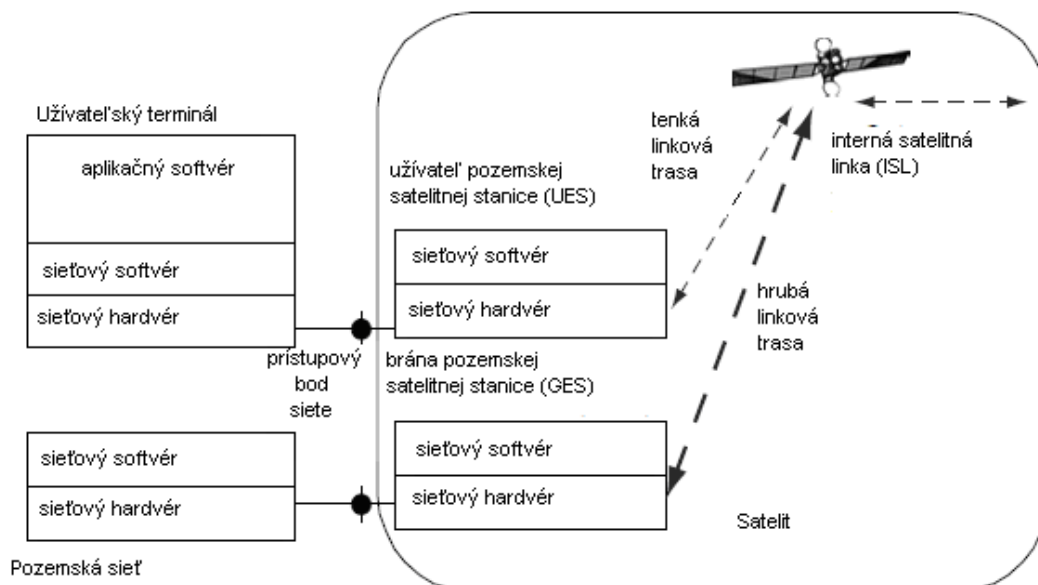 Užívateľský terminál
aplikačný softvér
sieťový softvér
sieťový hardvér
prístupový
bod
siete
sieťový softvér
sieťový hardvér
Pozemská sieť
užívateľ pozemskej
satelitnej stanice (UES)
sieťový softvér
sieťový hardvér
brána pozemskej
satelitnej stanice (GES)
sieťový softvér
sieťový hardvér
tenká
linková
trasa
interná satelitná
linka (ISL)
hrubá
linková
trasa
Satelit